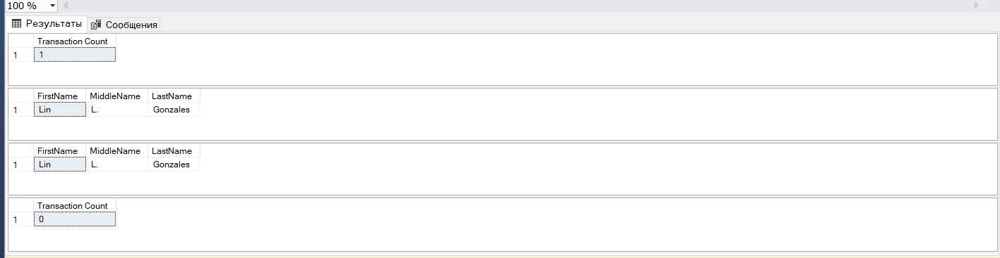 100 %
Результаты Сообщения
Transaction Count
1 1
FirstName MiddleName LastName
1 Lin L. Gonzales
FirstName MiddleName LastName
1 Lin L. Gonzales
Transaction Count
1 0